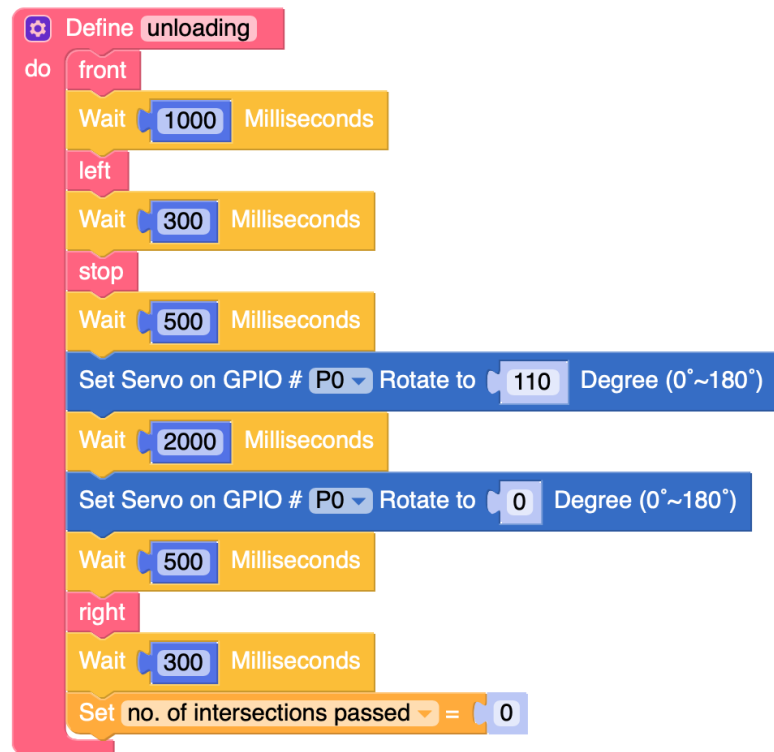 Define unloading
do front
Wait 1000 Milliseconds
left
Wait 300 Milliseconds
stop
Wait 500 Milliseconds
Set Servo on GPIO # P0 Rotate to 110 Degree (0°~180°)
Wait 2000 Milliseconds
Set Servo on GPIO # P0 Rotate to 0 Degree (0°~180°)
Wait 500 Milliseconds
right
Wait 300 Milliseconds
Set no. of intersections passed = 0